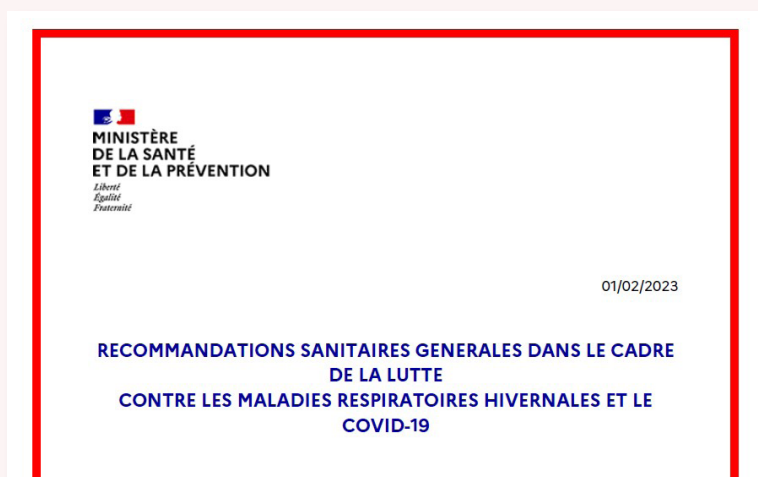 MINISTÈRE
DE LA SANTÉ
ET DE LA PRÉVENTION
Liberté
Égalité
Fraternité
01/02/2023
RECOMMANDATIONS SANITAIRES GENERALES DANS LE CADRE
DE LA LUTTE
CONTRE LES MALADIES RESPIRATOIRES HIVERNALES ET LE
COVID-19